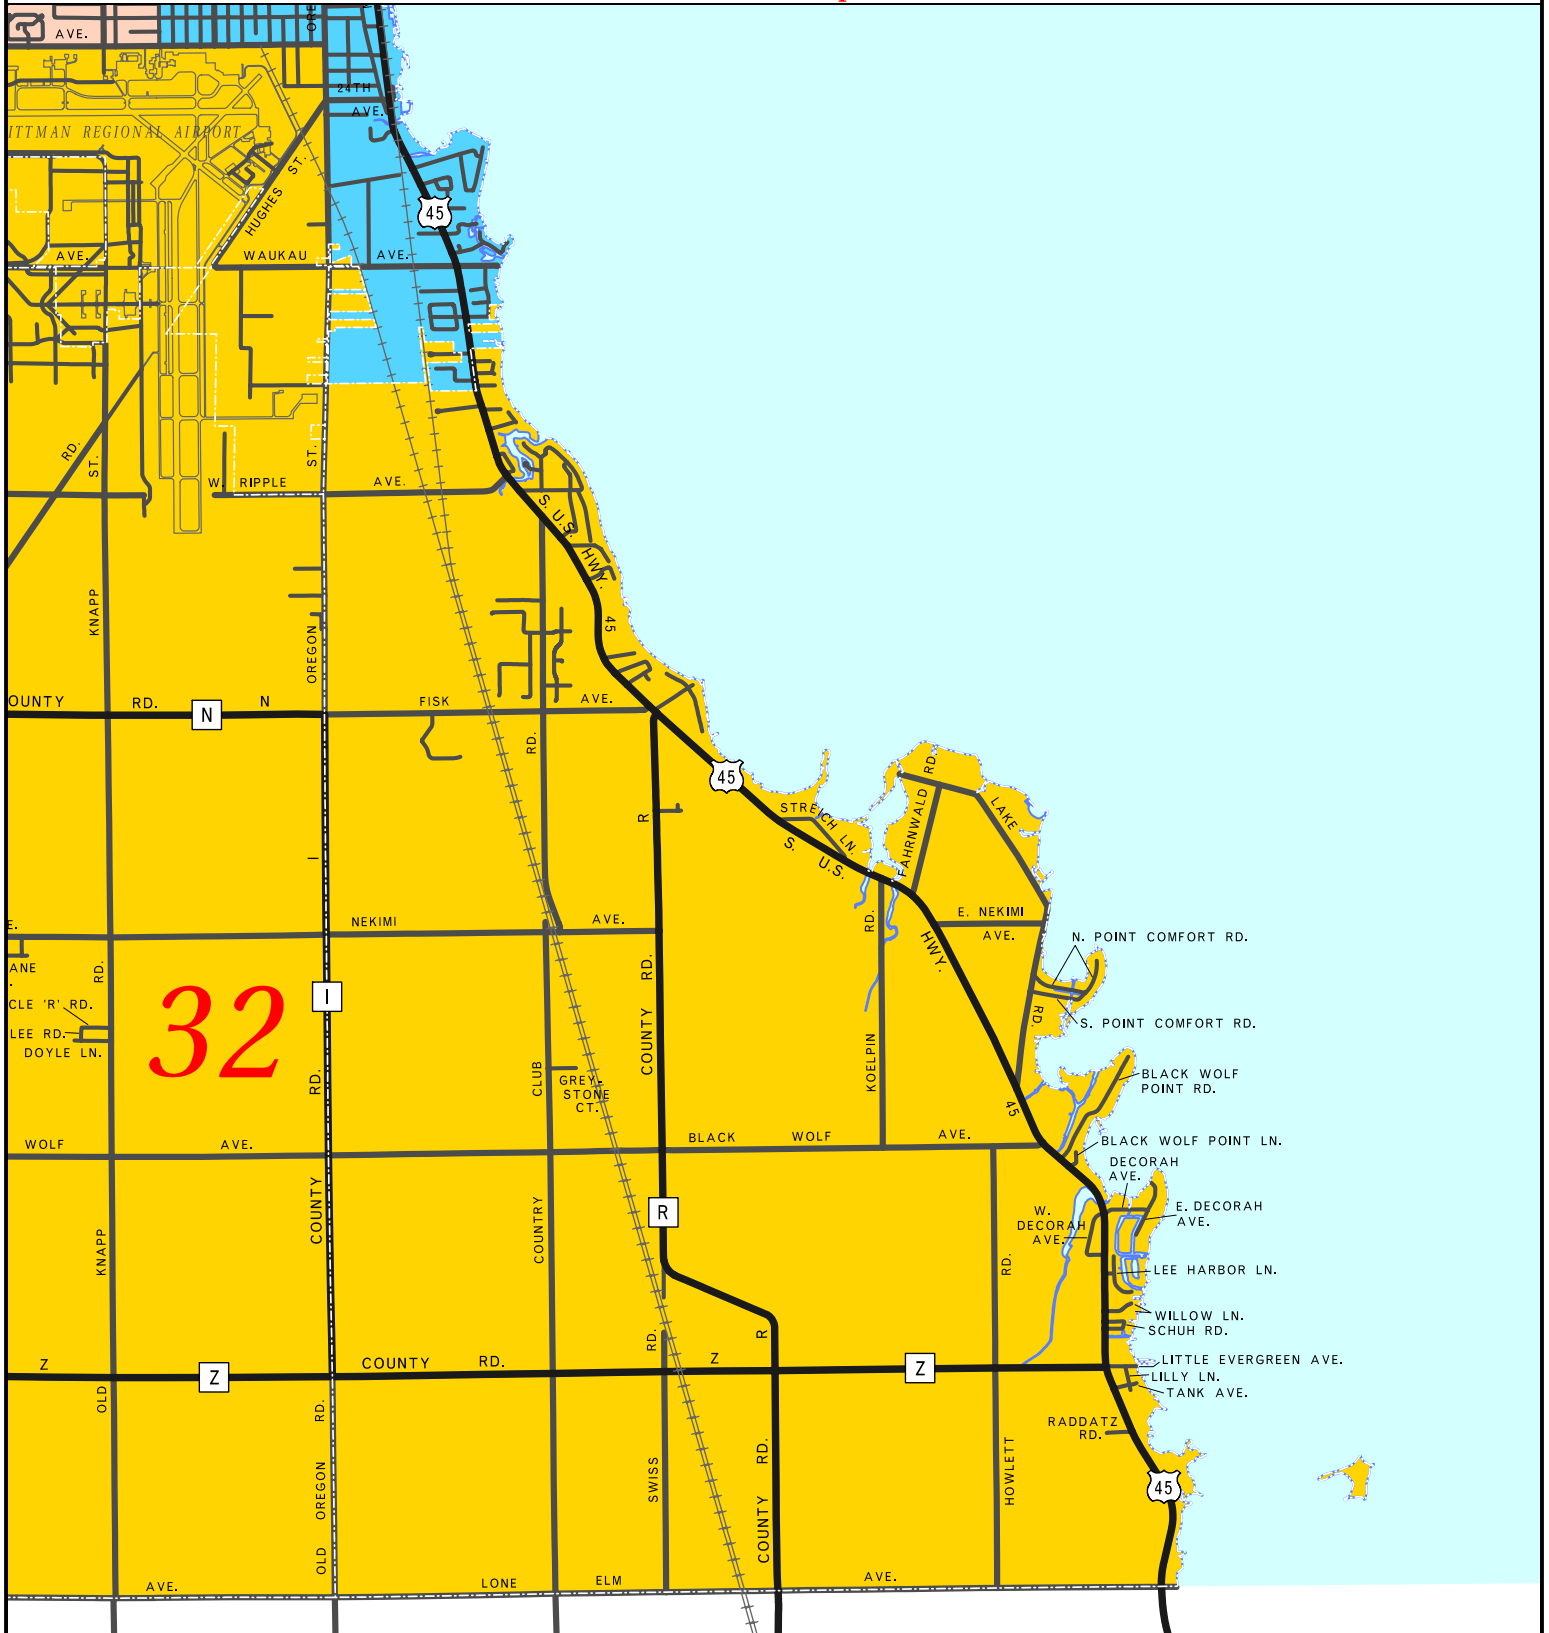 AVE.
ORE
24TH
AVE.
ITTMAN REGIONAL AIRPORT
HUGHES ST.
45
AVE.
WAUKAU AVE.
RD.
ST.
ST.
W. RIPPLE AVE.
S. U.S. HWY. 45
KNAPP
OREGON
OUNTY RD. N
N
FISK AVE.
RD.
45
R
STREICH LN.
S. U.S. HWY. 45
FAHRNWALD RD.
LAKE RD.
I
E.
NEKIMI AVE.
RD.
KOELPIN
E. NEKIMI
AVE.
N. POINT COMFORT RD.
S. POINT COMFORT RD.
ANE
.
RD.
CLE 'R' RD.
LEE RD.
DOYLE LN.
32
I
COUNTY RD.
COUNTY RD.
CLUB
GREY-
STONE
CT.
BLACK WOLF
POINT RD.
WOLF AVE.
BLACK WOLF AVE.
BLACK WOLF POINT LN.
DECORAH
AVE.
E. DECORAH
AVE.
W.
DECORAH
AVE.
KNAPP
COUNTRY
R
RD.
LEE HARBOR LN.
WILLOW LN.
SCHUH RD.
RD.
R
Z
Z
COUNTY RD.
Z
Z
LITTLE EVERGREEN AVE.
LILLY LN.
TANK AVE.
OLD
RD.
RADDATZ
RD.
OLD OREGON
SWISS
COUNTY RD.
HOWLETT
45
AVE.
LONE ELM AVE.